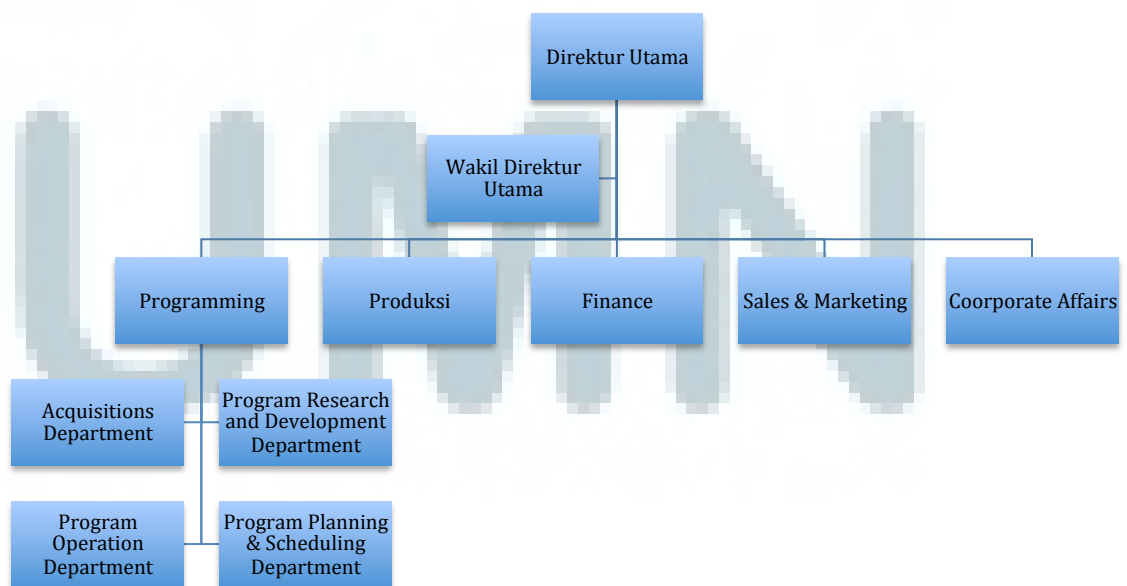 Direktur Utama
Wakil Direktur
Utama
Programming
Produksi
Finance
Sales & Marketing
Coorporate Affairs
Acquisitions
Department
Program Research
and Development
Department
Program
Operation
Department
Program Planning
& Scheduling
Department
UMN